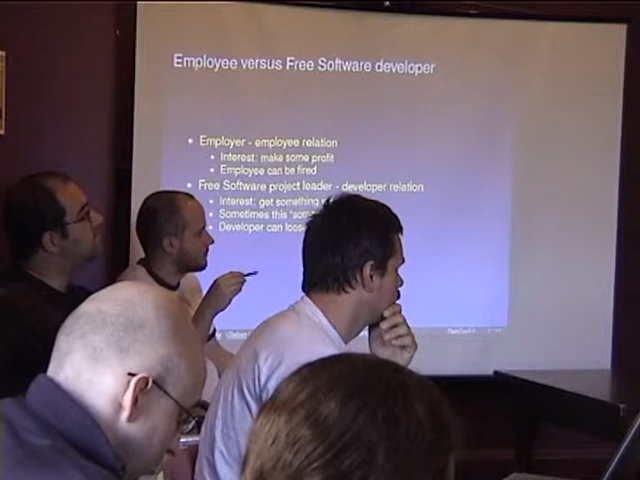 Employee versus Free Software developer
• Employer - employee relation
• Interest: make some profit
• Employee can be fired
• Free Software project leader - developer relation
• Interest: get something
• Sometimes this
• Developer can